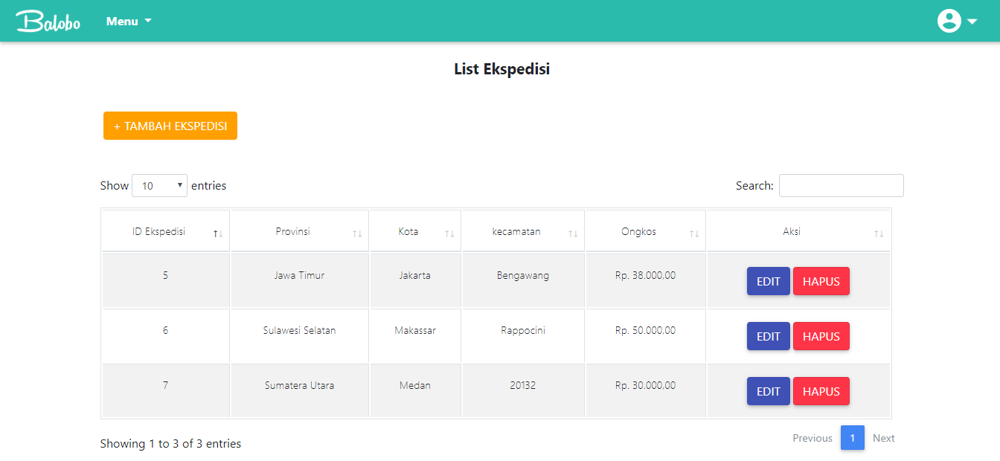 Balobo Menu
List Ekspedisi
+ TAMBAH EKSPEDISI
Show 10 entries Search:
ID Ekspedisi Provinsi Kota kecamatan Ongkos Aksi
5 Jawa Timur Jakarta Bengawang Rp. 38.000,00 EDIT HAPUS
6 Sulawesi Selatan Makassar Rappocini Rp. 50.000,00 EDIT HAPUS
7 Sumatera Utara Medan 20132 Rp. 30.000,00 EDIT HAPUS
Showing 1 to 3 of 3 entries Previous 1 Next